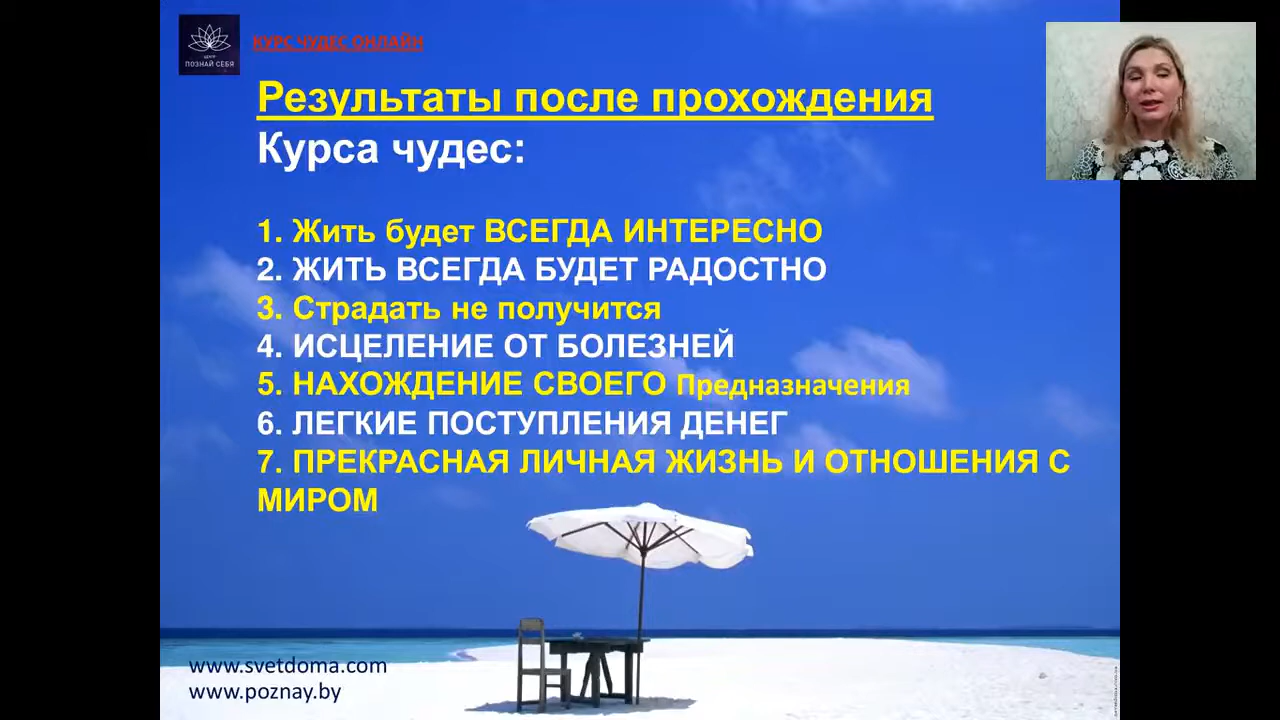 КУРС ЧУДЕС ОНЛАЙН
ЦЕНТР
ПОЗНАЙ СЕБЯ
Результаты после прохождения
Курса чудес:
1. Жить будет ВСЕГДА ИНТЕРЕСНО
2. ЖИТЬ ВСЕГДА БУДЕТ РАДОСТНО
3. Страдать не получится
4. ИСЦЕЛЕНИЕ ОТ БОЛЕЗНЕЙ
5. НАХОЖДЕНИЕ СВОЕГО Предназначения
6. ЛЕГКИЕ ПОСТУПЛЕНИЯ ДЕНЕГ
7. ПРЕКРАСНАЯ ЛИЧНАЯ ЖИЗНЬ И ОТНОШЕНИЯ С
МИРОМ
www.svetdoma.com
www.poznay.by